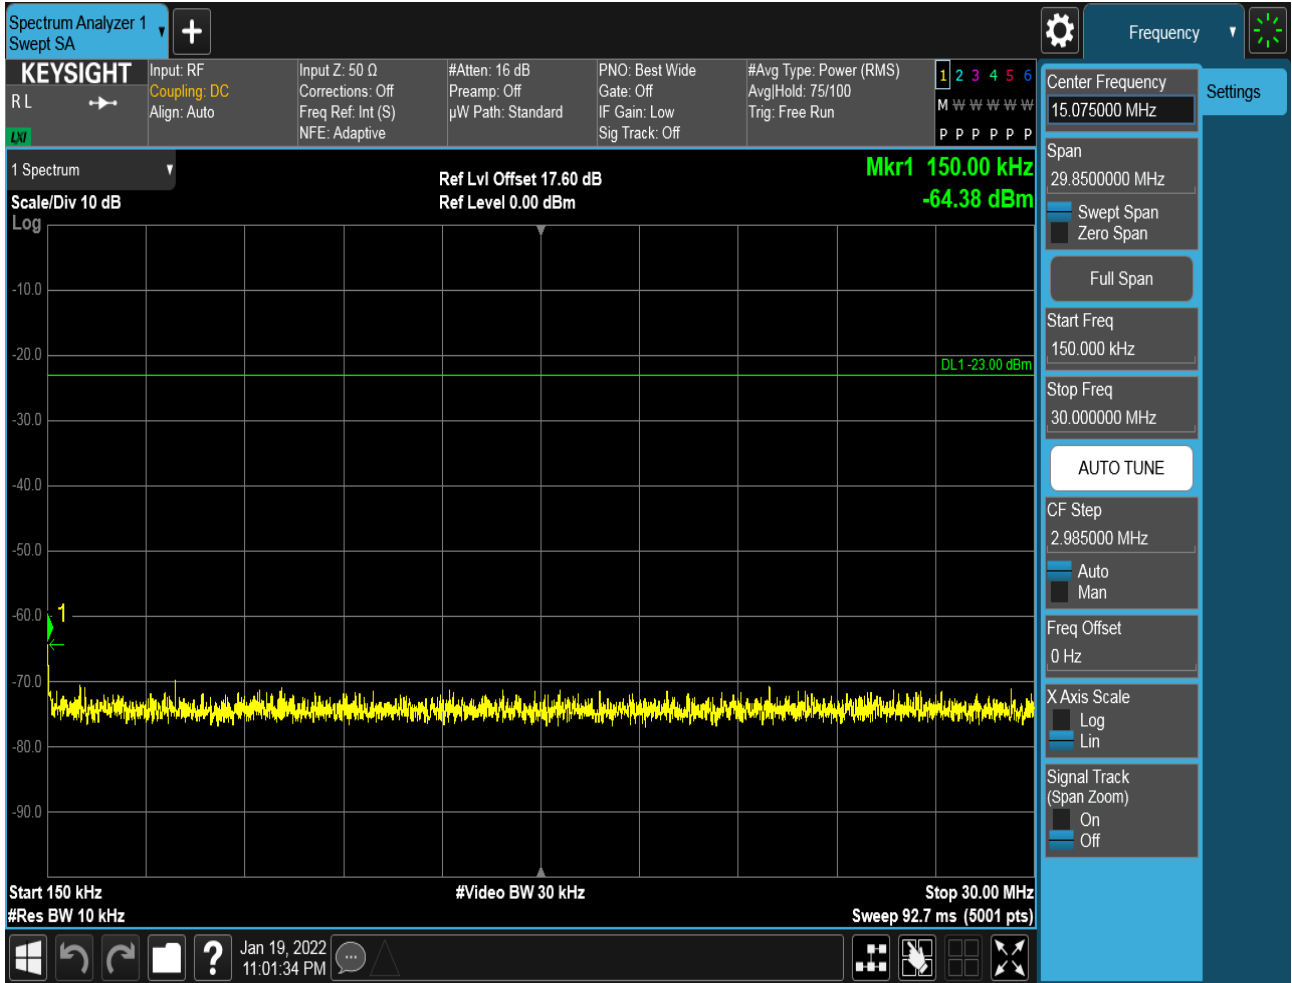 Spectrum Analyzer 1
Swept SA
Frequency
KEYSIGHT
R L
LXI
Input: RF
Coupling: DC
Align: Auto
Input Z: 50 Ω
Corrections: Off
Freq Ref: Int (S)
NFE: Adaptive
#Atten: 16 dB
Preamp: Off
µW Path: Standard
PNO: Best Wide
Gate: Off
IF Gain: Low
Sig Track: Off
#Avg Type: Power (RMS)
Avg|Hold: 75/100
Trig: Free Run
1 2 3 4 5 6
M W W W W W
P P P P P P
1 Spectrum
Scale/Div 10 dB
Log
Ref Lvl Offset 17.60 dB
Ref Level 0.00 dBm
Mkr1 150.00 kHz
-64.38 dBm
-10.0
-20.0
DL1 -23.00 dBm
-30.0
-40.0
-50.0
-60.0
1
-70.0
-80.0
-90.0
Start 150 kHz
#Video BW 30 kHz
Stop 30.00 MHz
#Res BW 10 kHz
Sweep 92.7 ms (5001 pts)
?
Jan 19, 2022
11:01:34 PM
Settings
Center Frequency
15.075000 MHz
Span
29.8500000 MHz
Swept Span
Zero Span
Full Span
Start Freq
150.000 kHz
Stop Freq
30.000000 MHz
AUTO TUNE
CF Step
2.985000 MHz
Auto
Man
Freq Offset
0 Hz
X Axis Scale
Log
Lin
Signal Track
(Span Zoom)
On
Off